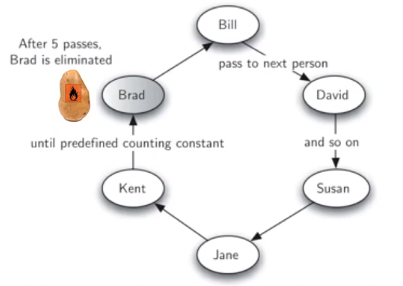 Bill
After 5 passes,
Brad is eliminated
pass to next person
Brad
David
until predefined counting constant
and so on
Kent
Susan
Jane